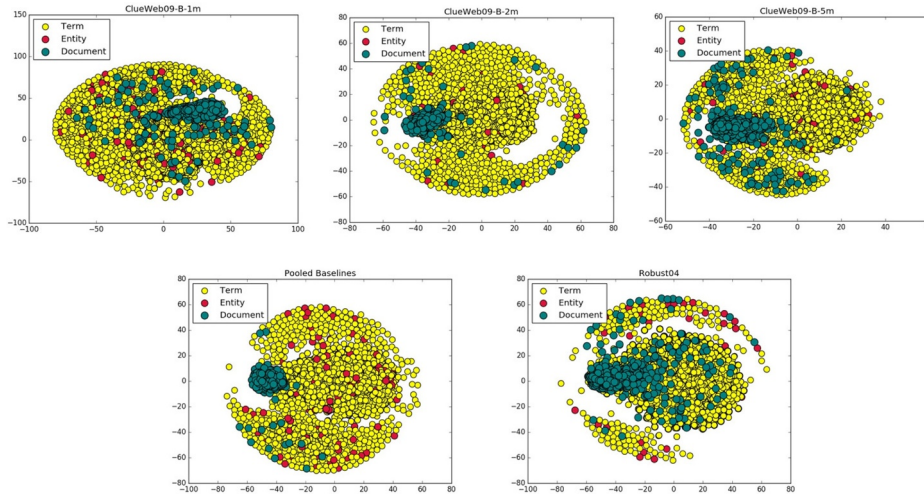 ClueWeb09-B-1m
Term
Entity
Document
150
100
50
0
−50
−100
−100 −50 0 50 100
ClueWeb09-B-2m
Term
Entity
Document
80
60
40
20
0
−20
−40
−60
−80
−80 −60 −40 −20 0 20 40 60 80
ClueWeb09-B-5m
Term
Entity
Document
60
40
20
0
−20
−40
−60
−60 −40 −20 0 20 40 60
Pooled Baselines
Term
Entity
Document
80
60
40
20
0
−20
−40
−60
−80
−80 −60 −40 −20 0 20 40 60 80
Robust04
Term
Entity
Document
80
60
40
20
0
−20
−40
−60
−80
−100 −80 −60 −40 −20 0 20 40 60 80